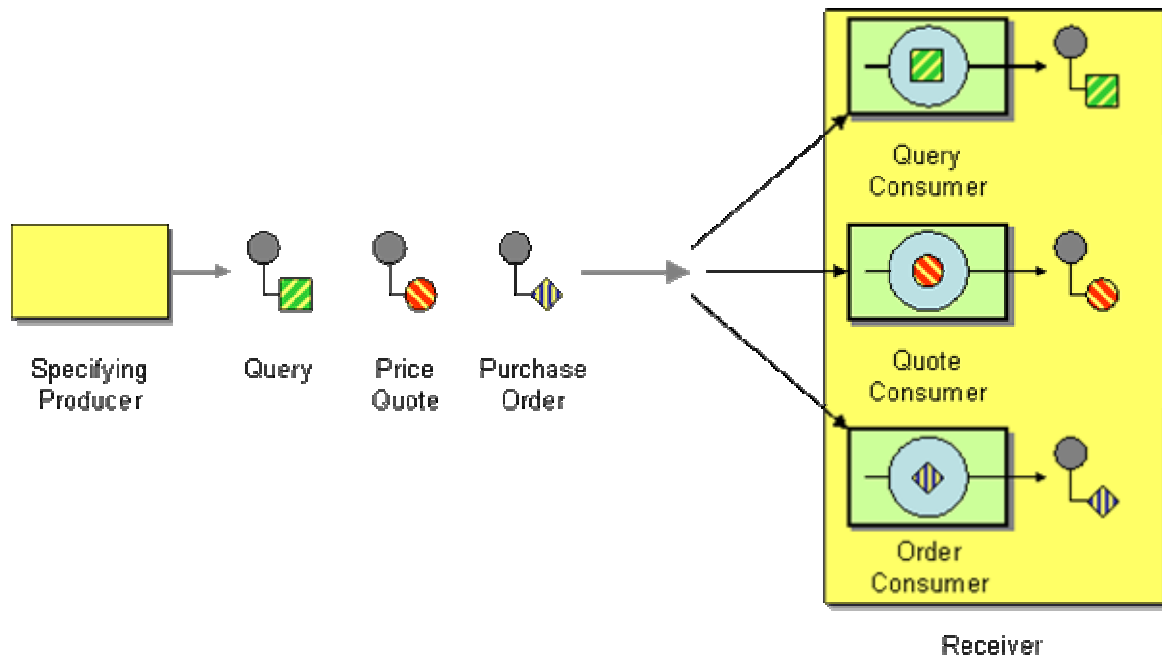 Query
Consumer
Specifying
Producer
Query
Price
Quote
Purchase
Order
Quote
Consumer
Order
Consumer
Receiver